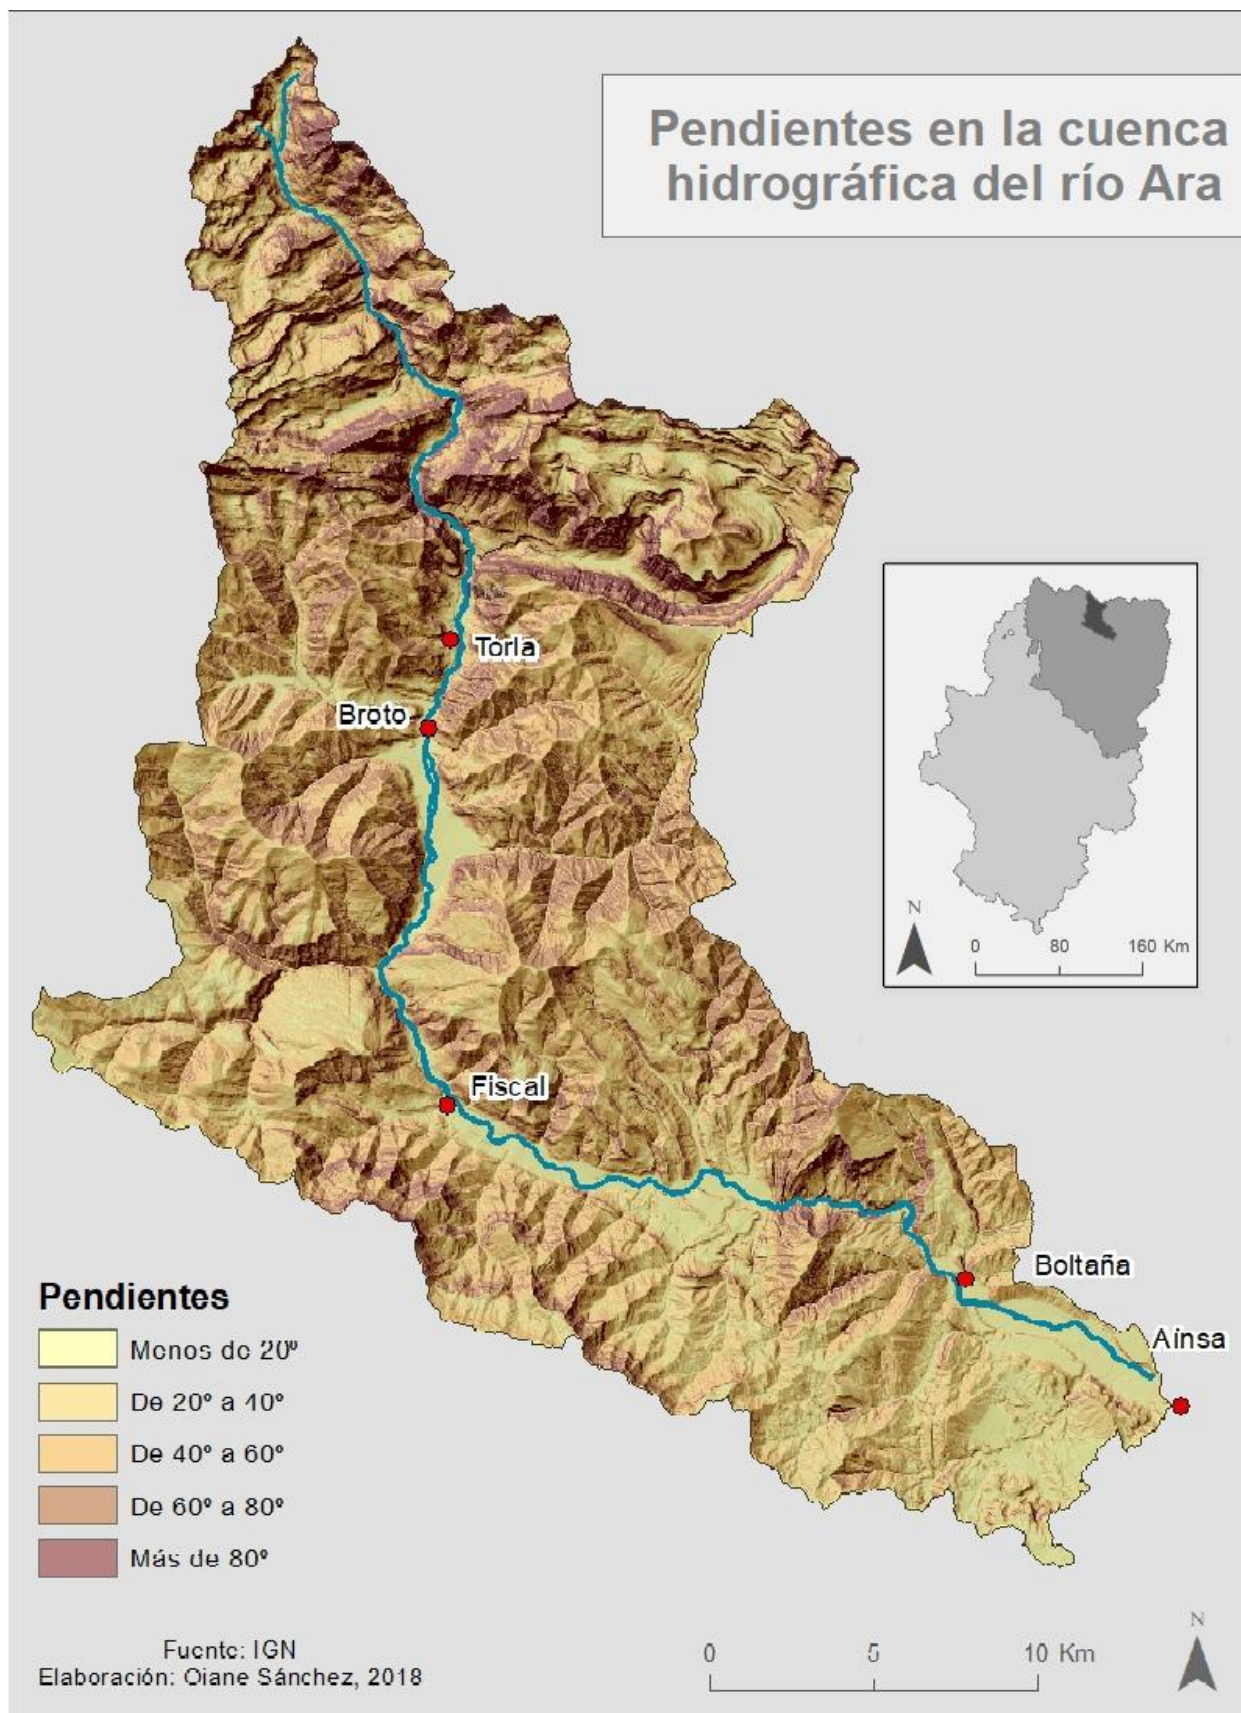 Pendientes en la cuenca
hidrográfica del río Ara
Torla
Broto
N
0 80 160 Km
Fiscal
Boltaña
Aínsa
Pendientes
Menos de 20º
De 20º a 40º
De 40º a 60º
De 60º a 80º
Más de 80º
Fuente: IGN
Elaboración: Oiane Sánchez, 2018
0 5 10 Km
N